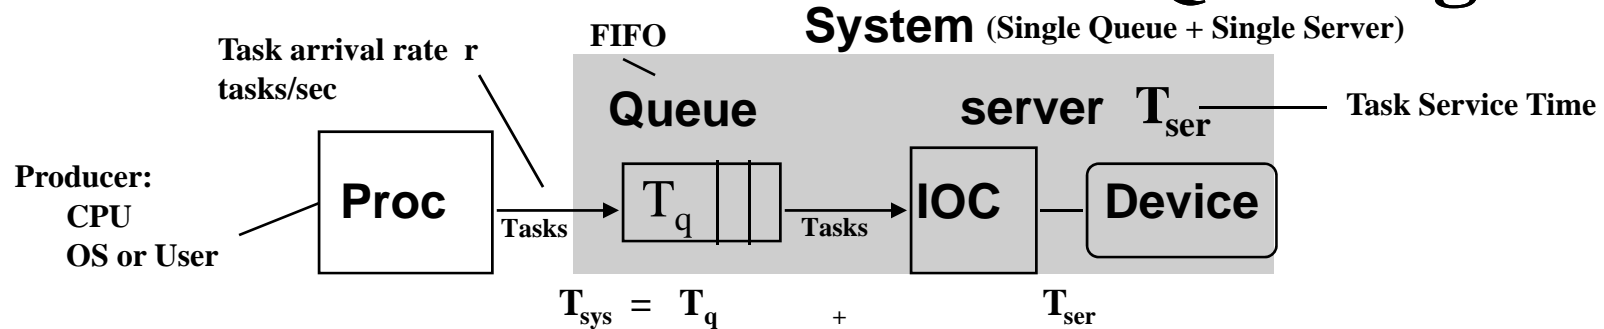 System (Single Queue + Single Server)
FIFO
Task arrival rate r
tasks/sec
Queue
server T_ser
Task Service Time
Producer:
CPU
OS or User
Proc
Tasks
T_q
Tasks
IOC
Device
T_sys = T_q + T_ser